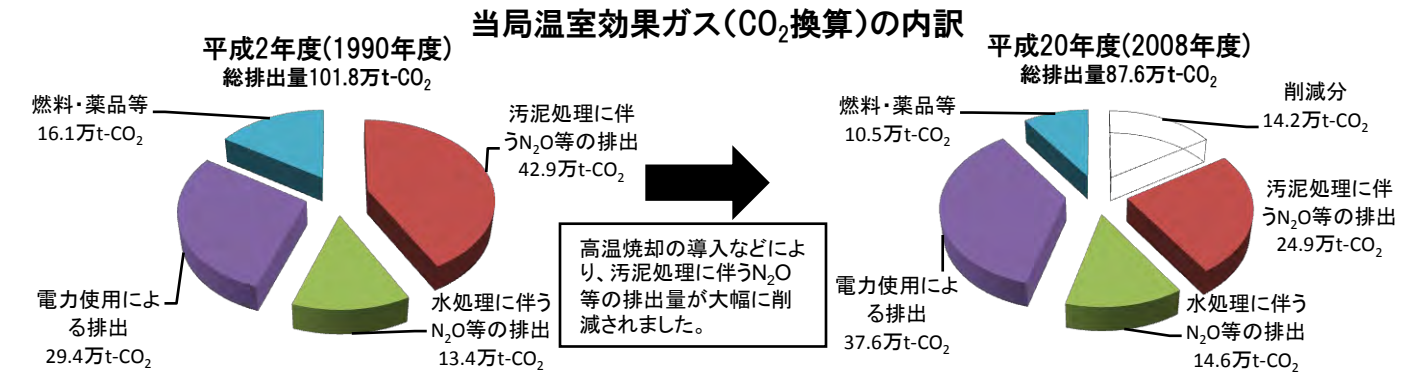 当局温室効果ガス(CO₂換算)の内訳
平成2年度(1990年度)
総排出量101.8万t-CO₂
燃料・薬品等
16.1万t-CO₂
汚泥処理に伴
うN₂O等の排出
42.9万t-CO₂
電力使用によ
る排出
29.4万t-CO₂
水処理に伴う
N₂O等の排出
13.4万t-CO₂
高温焼却の導入などによ
り、汚泥処理に伴うN₂O
等の排出量が大幅に削
減されました。
平成20年度(2008年度)
総排出量87.6万t-CO₂
燃料・薬品等
10.5万t-CO₂
削減分
14.2万t-CO₂
汚泥処理に伴
うN₂O等の排出
24.9万t-CO₂
電力使用によ
る排出
37.6万t-CO₂
水処理に伴う
N₂O等の排出
14.6万t-CO₂